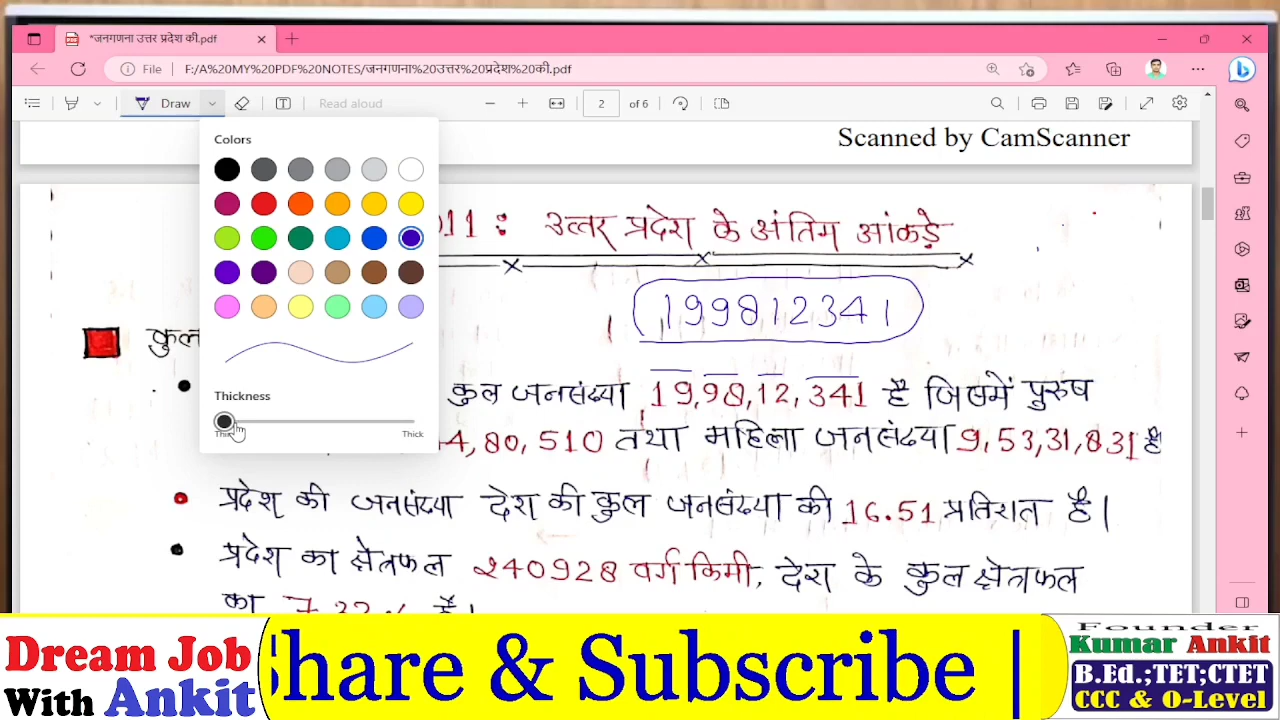 *जनगणना उत्तर प्रदेश की.pdf
File F:/A%20MY%20PDF%20NOTES/जनगणना%20उत्तर%20प्रदेश%20की.pdf
Draw Read aloud 2 of 6
Scanned by CamScanner
Colors
Thickness
Thick
011 : उत्तर प्रदेश के अंतिम आंकड़े
199812341
कुल
कुल जनसंख्या 19,98,12,341 है जिसमें पुरुष
4,80,510 तथा महिला जनसंख्या 9,53,31,831 है
प्रदेश की जनसंख्या देश की कुल जनसंख्या की 16.51 प्रतिशत है।
प्रदेश का क्षेत्रफल 240928 वर्ग किमी, देश के कुल क्षेत्रफल
का है।
Dream Job
With Ankit
Share & Subscribe |
Founder
Kumar Ankit
B.Ed.;TET;CTET
CCC & O-Level